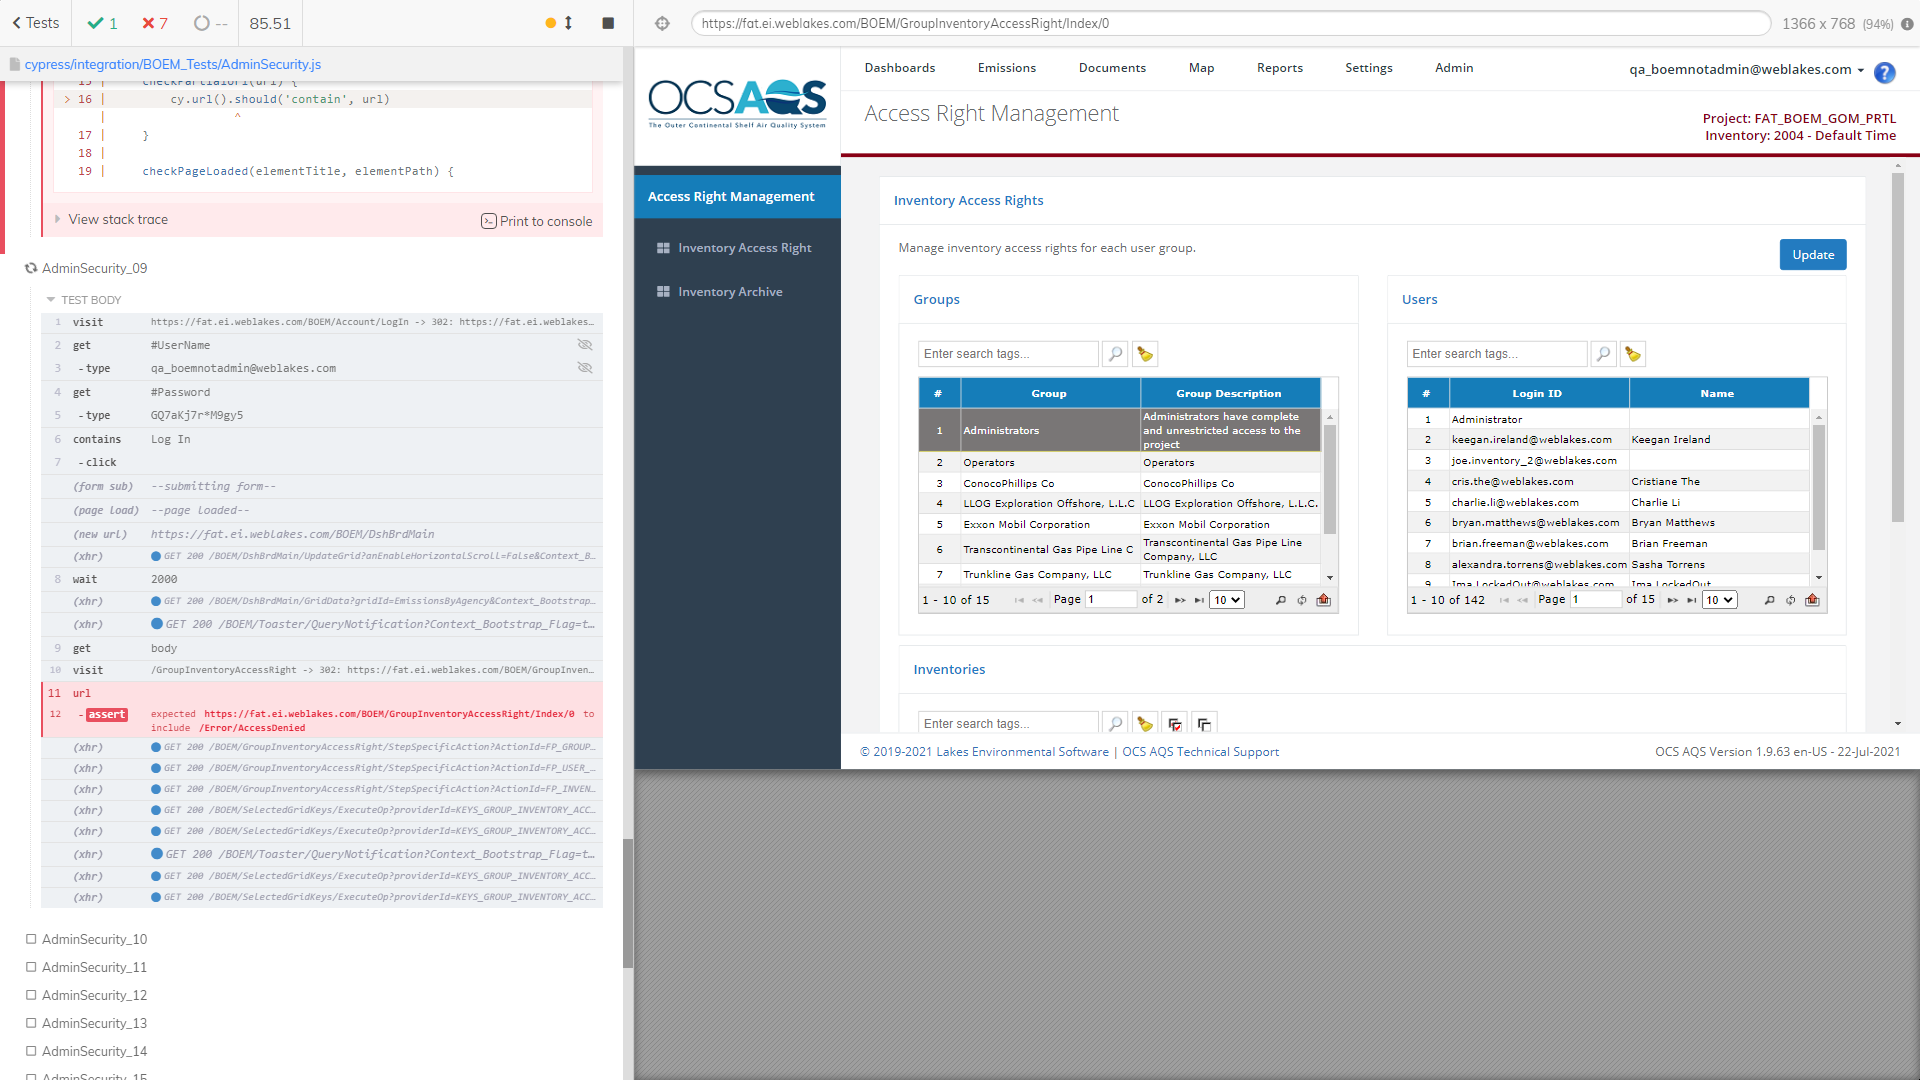 Tests
1
7
--
85.51
cypress/integration/BOEM_Tests/AdminSecurity.js
> 16 | cy.url().should('contain', url)
| ^
17 | }
18 |
19 | checkPageLoaded(elementTitle, elementPath) {
View stack trace
Print to console
AdminSecurity_09
TEST BODY
1 visit https://fat.ei.weblakes.com/BOEM/Account/LogIn -> 302: https://fat.ei.weblakes…
2 get #UserName
3 -type qa_boemnotadmin@weblakes.com
4 get #Password
5 -type GQ7aKj7r*M9gy5
6 contains Log In
7 -click
(form sub) --submitting form--
(page load) --page loaded--
(new url) https://fat.ei.weblakes.com/BOEM/DshBrdMain
(xhr) GET 200 /BOEM/DshBrdMain/UpdateGrid?anEnableHorizontalScroll=False&Context_B…
8 wait 2000
(xhr) GET 200 /BOEM/DshBrdMain/GridData?gridId=EmissionsByAgency&Context_Bootstrap…
(xhr) GET 200 /BOEM/Toaster/QueryNotification?Context_Bootstrap_Flag=t…
9 get body
10 visit /GroupInventoryAccessRight -> 302: https://fat.ei.weblakes.com/BOEM/GroupInven…
11 url
12 -assert expected https://fat.ei.weblakes.com/BOEM/GroupInventoryAccessRight/Index/0 to
include /Error/AccessDenied
(xhr) GET 200 /BOEM/GroupInventoryAccessRight/StepSpecificAction?ActionId=FP_GROUP…
(xhr) GET 200 /BOEM/GroupInventoryAccessRight/StepSpecificAction?ActionId=FP_USER_…
(xhr) GET 200 /BOEM/GroupInventoryAccessRight/StepSpecificAction?ActionId=FP_INVEN…
(xhr) GET 200 /BOEM/SelectedGridKeys/ExecuteOp?providerId=KEYS_GROUP_INVENTORY_ACC…
(xhr) GET 200 /BOEM/SelectedGridKeys/ExecuteOp?providerId=KEYS_GROUP_INVENTORY_ACC…
(xhr) GET 200 /BOEM/Toaster/QueryNotification?Context_Bootstrap_Flag=t…
(xhr) GET 200 /BOEM/SelectedGridKeys/ExecuteOp?providerId=KEYS_GROUP_INVENTORY_ACC…
(xhr) GET 200 /BOEM/SelectedGridKeys/ExecuteOp?providerId=KEYS_GROUP_INVENTORY_ACC…
AdminSecurity_10
AdminSecurity_11
AdminSecurity_12
AdminSecurity_13
AdminSecurity_14
AdminSecurity_15
https://fat.ei.weblakes.com/BOEM/GroupInventoryAccessRight/Index/0
1366 x 768 (94%)
OCSAQS
The Outer Continental Shelf Air Quality System
Dashboards Emissions Documents Map Reports Settings Admin
qa_boemnotadmin@weblakes.com
?
Access Right Management
Project: FAT_BOEM_GOM_PRTL
Inventory: 2004 - Default Time
Access Right Management
Inventory Access Right
Inventory Archive
Inventory Access Rights
Manage inventory access rights for each user group.
Update
Groups
Enter search tags...
# Group Group Description
1 Administrators Administrators have complete and unrestricted access to the project
2 Operators Operators
3 ConocoPhillips Co ConocoPhillips Co
4 LLOG Exploration Offshore, L.L.C LLOG Exploration Offshore, L.L.C.
5 Exxon Mobil Corporation Exxon Mobil Corporation
6 Transcontinental Gas Pipe Line C Transcontinental Gas Pipe Line Company, LLC
7 Trunkline Gas Company, LLC Trunkline Gas Company, LLC
1 - 10 of 15 Page 1 of 2 10
Users
Enter search tags...
# Login ID Name
1 Administrator
2 keegan.ireland@weblakes.com Keegan Ireland
3 joe.inventory_2@weblakes.com
4 cris.the@weblakes.com Cristiane The
5 charlie.li@weblakes.com Charlie Li
6 bryan.matthews@weblakes.com Bryan Matthews
7 brian.freeman@weblakes.com Brian Freeman
8 alexandra.torrens@weblakes.com Sasha Torrens
9 Ima.LockedOut@weblakes.com Ima LockedOut
1 - 10 of 142 Page 1 of 15 10
Inventories
Enter search tags...
© 2019-2021 Lakes Environmental Software | OCS AQS Technical Support
OCS AQS Version 1.9.63 en-US - 22-Jul-2021